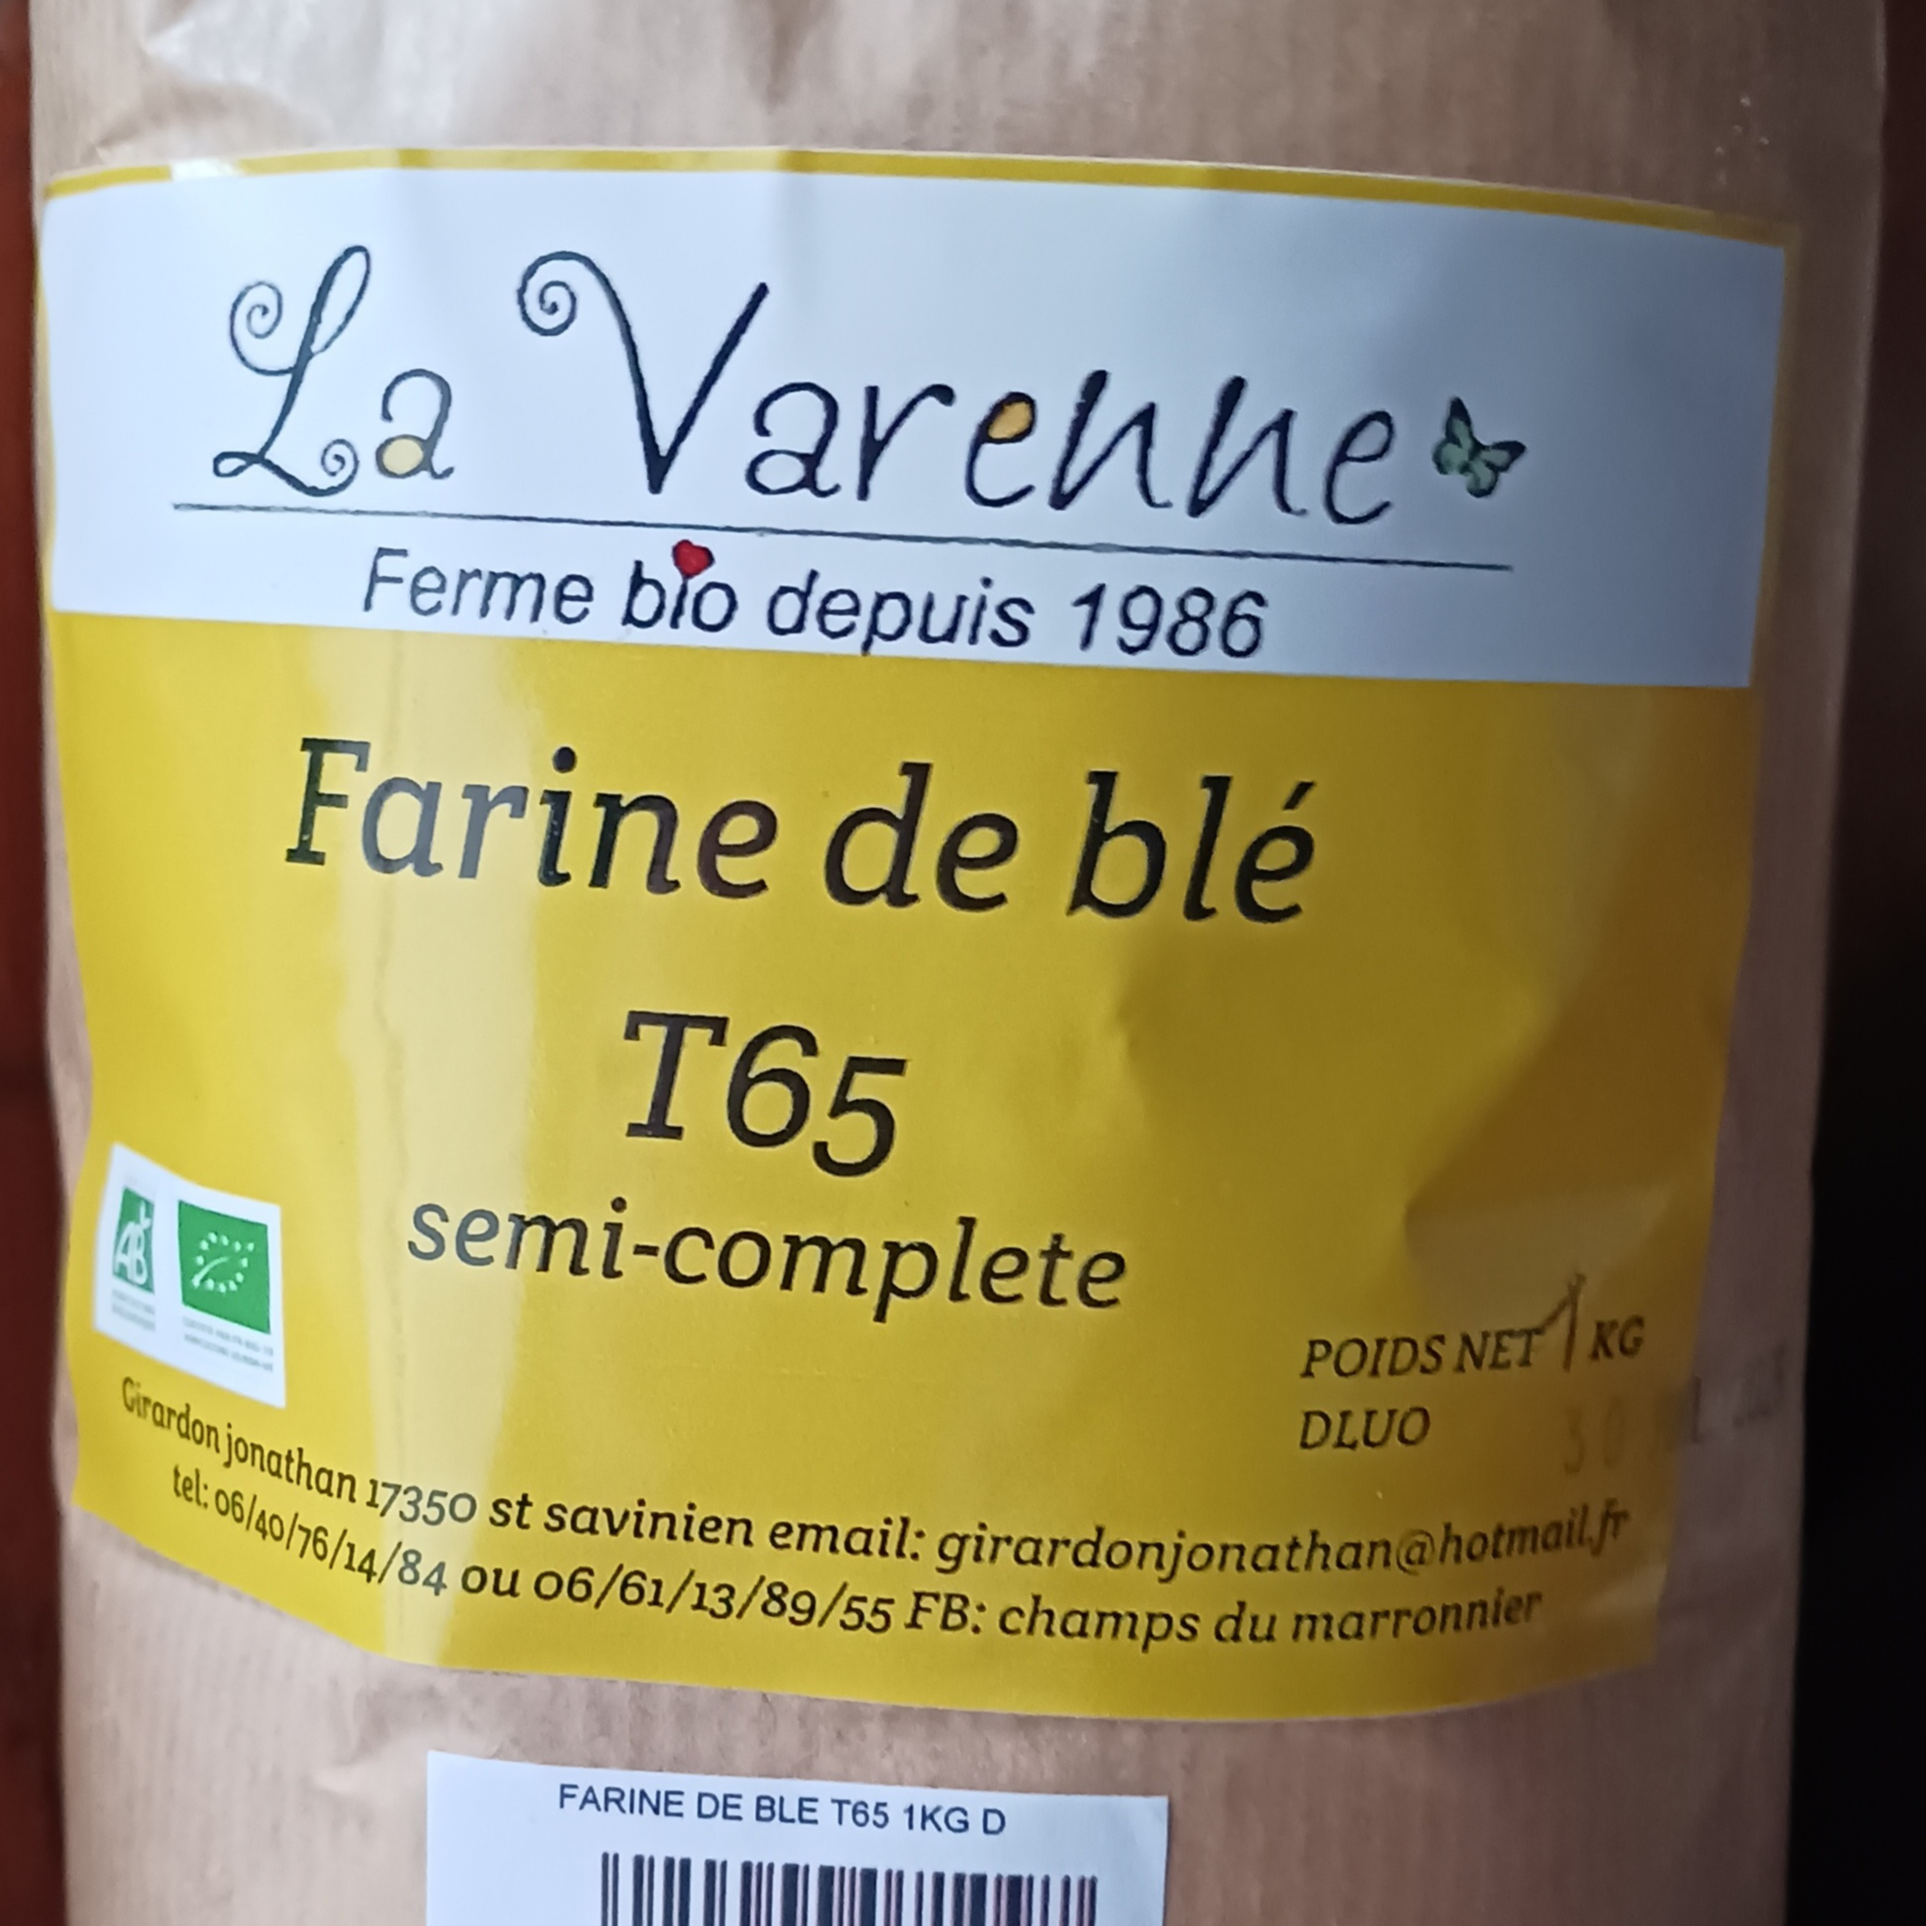 La Varenne
Ferme bio depuis 1986
Farine de blé
T65
semi-complete
AB
POIDS NET 1 KG
DLUO 30
Girardon jonathan 17350 st savinien email: girardonjonathan@hotmail.fr
tel: 06/40/76/14/84 ou 06/61/13/89/55 FB: champs du marronnier
FARINE DE BLE T65 1KG D